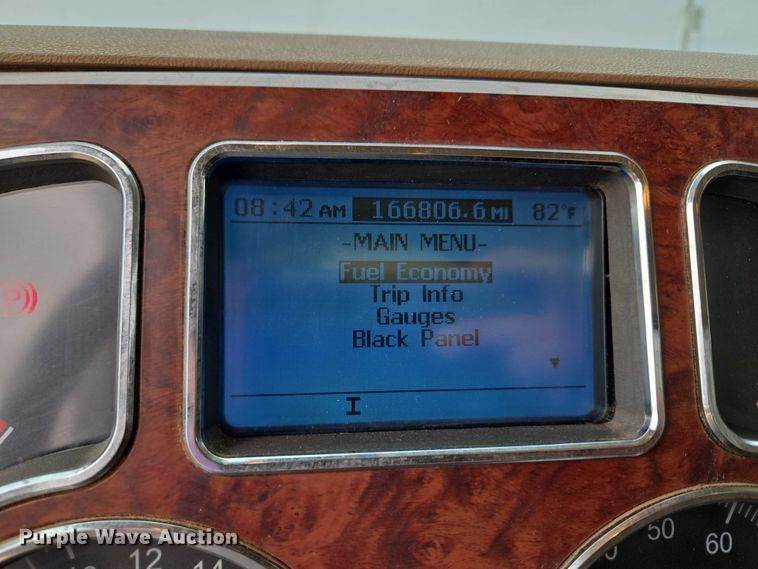 08:42 AM 166806.6 MI 82°F
-MAIN MENU-
Fuel Economy
Trip Info
Gauges
Black Panel
I
50 60
12
14
Purple Wave Auction